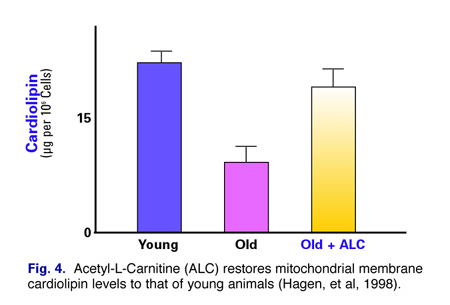 Cardiolipin
(µg per 10⁶ Cells)
15
0
Young
Old
Old + ALC
Fig. 4. Acetyl-L-Carnitine (ALC) restores mitochondrial membrane
cardiolipin levels to that of young animals (Hagen, et al, 1998).